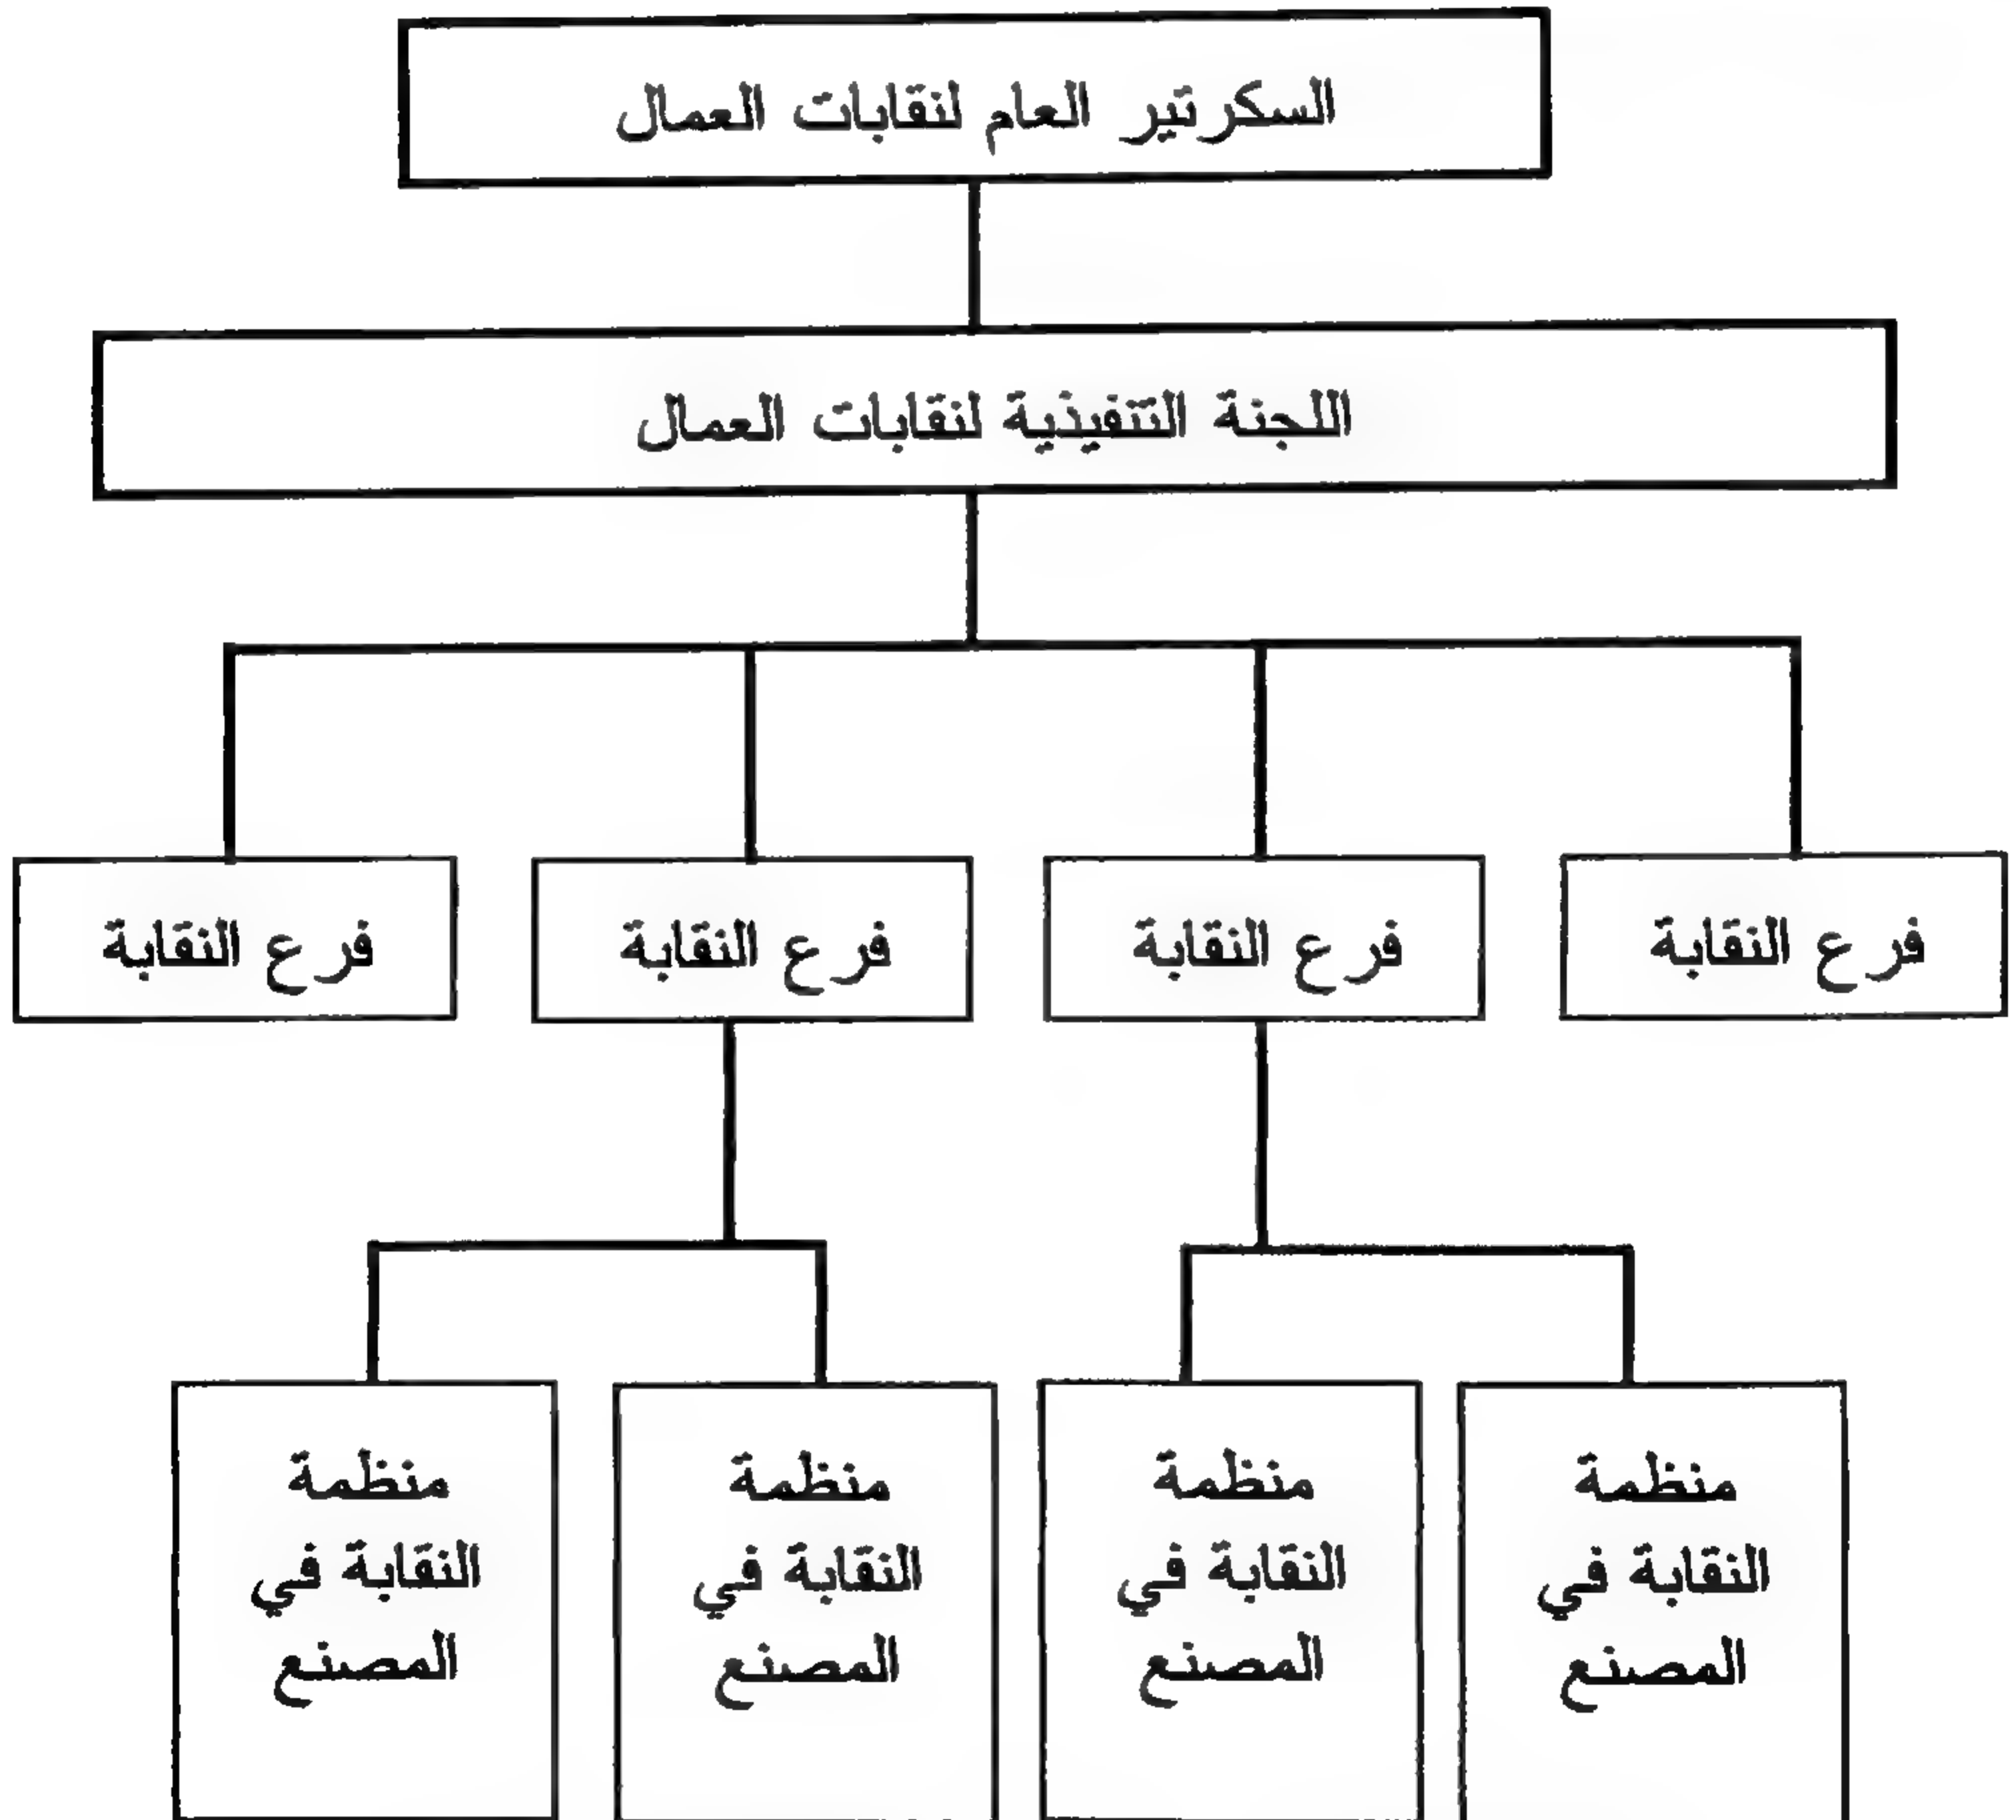 السكرتير العام لنقابات العمال
اللجنة التنفيذية لنقابات العمال
فرع النقابة
فرع النقابة
فرع النقابة
فرع النقابة
منظمة
النقابة في
المصنع
منظمة
النقابة في
المصنع
منظمة
النقابة في
المصنع
منظمة
النقابة في
المصنع